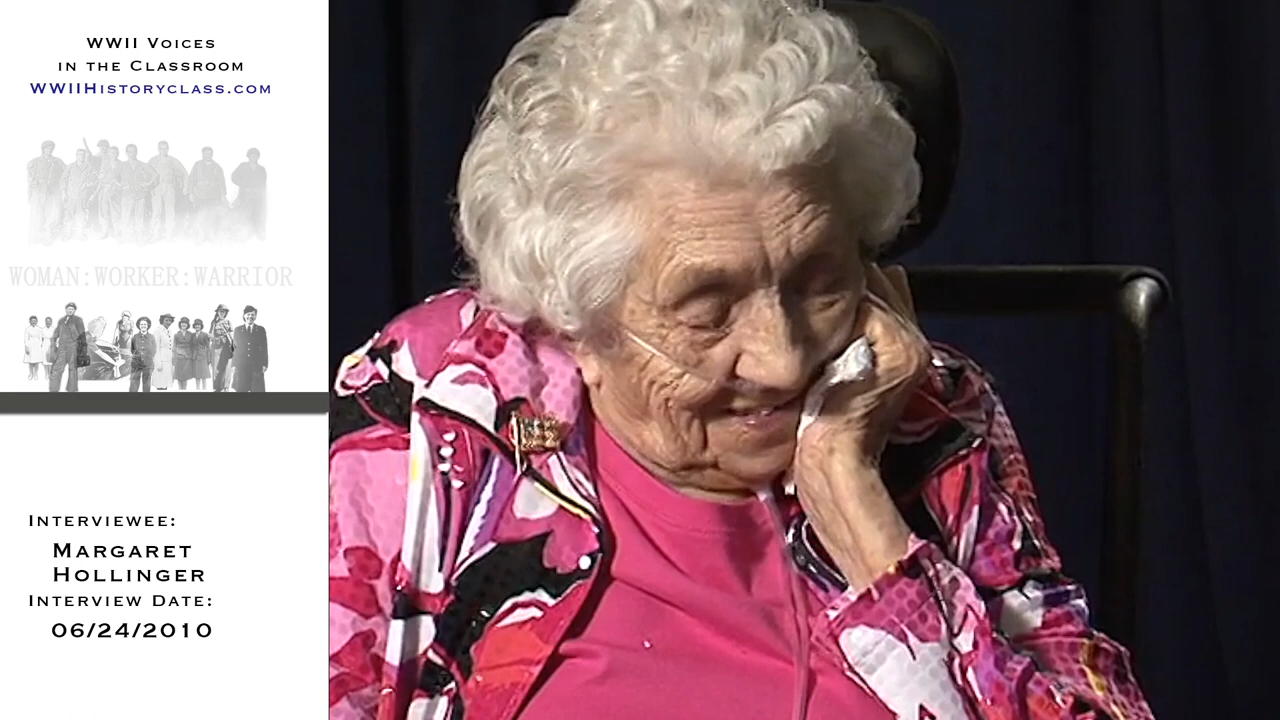 WWII Voices
in the Classroom
WWIIHistoryclass.com
WOMAN:WORKER:WARRIOR
Interviewee:
Margaret
Hollinger
Interview Date:
06/24/2010